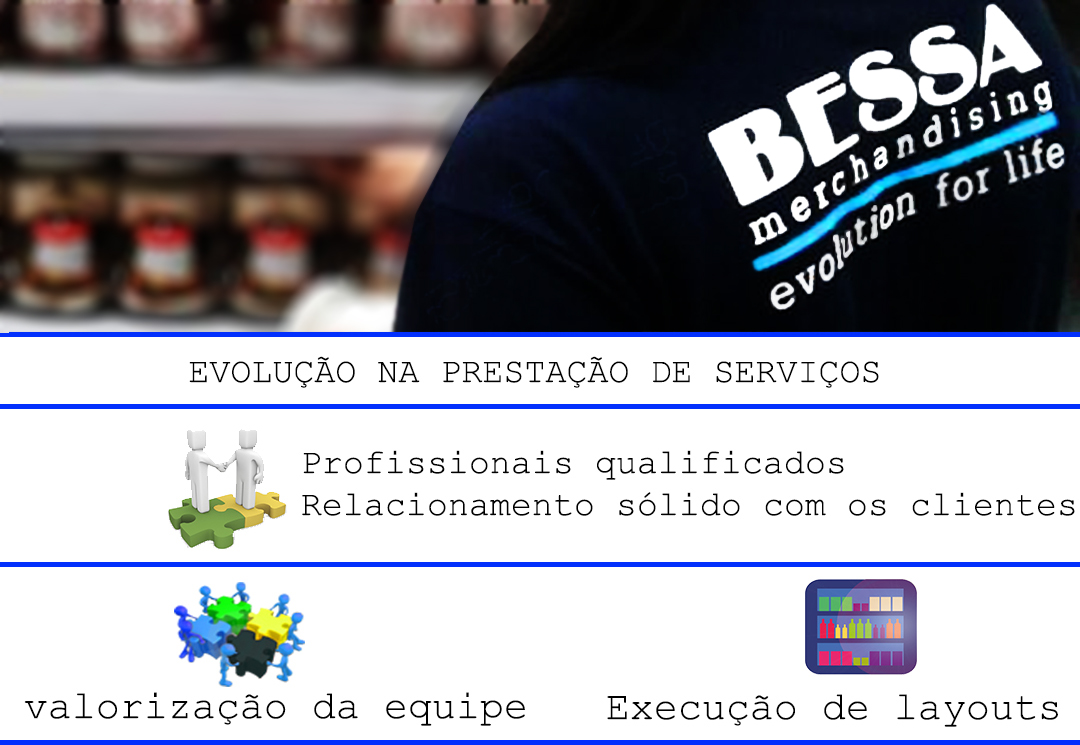 BESSA
merchandising
evolution for life
EVOLUÇÃO NA PRESTAÇÃO DE SERVIÇOS
Profissionais qualificados
Relacionamento sólido com os clientes
valorização da equipe
Execução de layouts